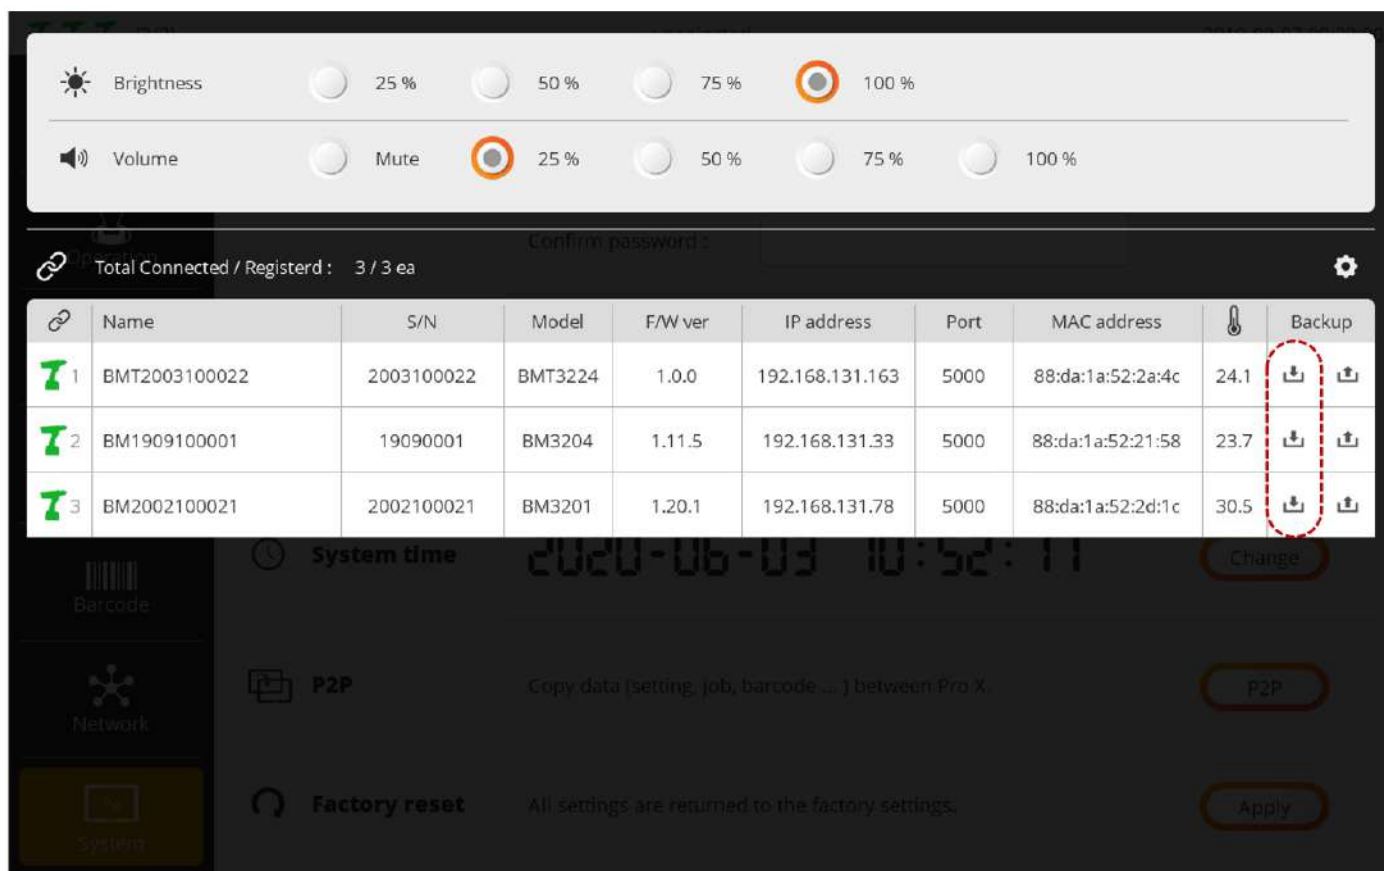 Brightness 25 % 50 % 75 % 100 %
Volume Mute 25 % 50 % 75 % 100 %
Confirm password :
Operation
Total Connected / Registerd : 3 / 3 ea
Name S/N Model F/W ver IP address Port MAC address Backup
1 BMT2003100022 2003100022 BMT3224 1.0.0 192.168.131.163 5000 88:da:1a:52:2a:4c 24.1
2 BM1909100001 19090001 BM3204 1.11.5 192.168.131.33 5000 88:da:1a:52:21:58 23.7
3 BM2002100021 2002100021 BM3201 1.20.1 192.168.131.78 5000 88:da:1a:52:2d:1c 30.5
System time 2020-06-03 10:52:11 Change
Barcode
P2P Copy data (setting, job, barcode ... ) between Pro X. P2P
Network
Factory reset All settings are returned to the factory settings. Apply
System